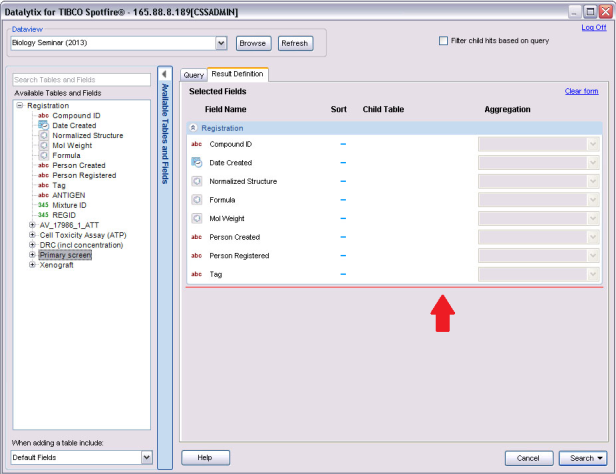 Datalytix for TIBCO Spotfire® - 165.88.8.189[CSSADMIN]
Log Off
Dataview
Biology Seminar (2013)
Browse
Refresh
Filter child hits based on query
Search Tables and Fields
Available Tables and Fields
Registration
abc Compound ID
Date Created
Normalized Structure
Mol Weight
Formula
abc Person Created
abc Person Registered
abc Tag
abc ANTIGEN
345 Mixture ID
345 REGID
AV_17986_1_ATT
Cell Toxicity Assay (ATP)
DRC (incl concentration)
Primary screen
Xenograft
When adding a table include:
Default Fields
Available Tables and Fields
Query
Result Definition
Selected Fields
Clear form
Field Name Sort Child Table Aggregation
Registration
abc Compound ID
Date Created
Normalized Structure
Formula
Mol Weight
abc Person Created
abc Person Registered
abc Tag
Help
Cancel
Search